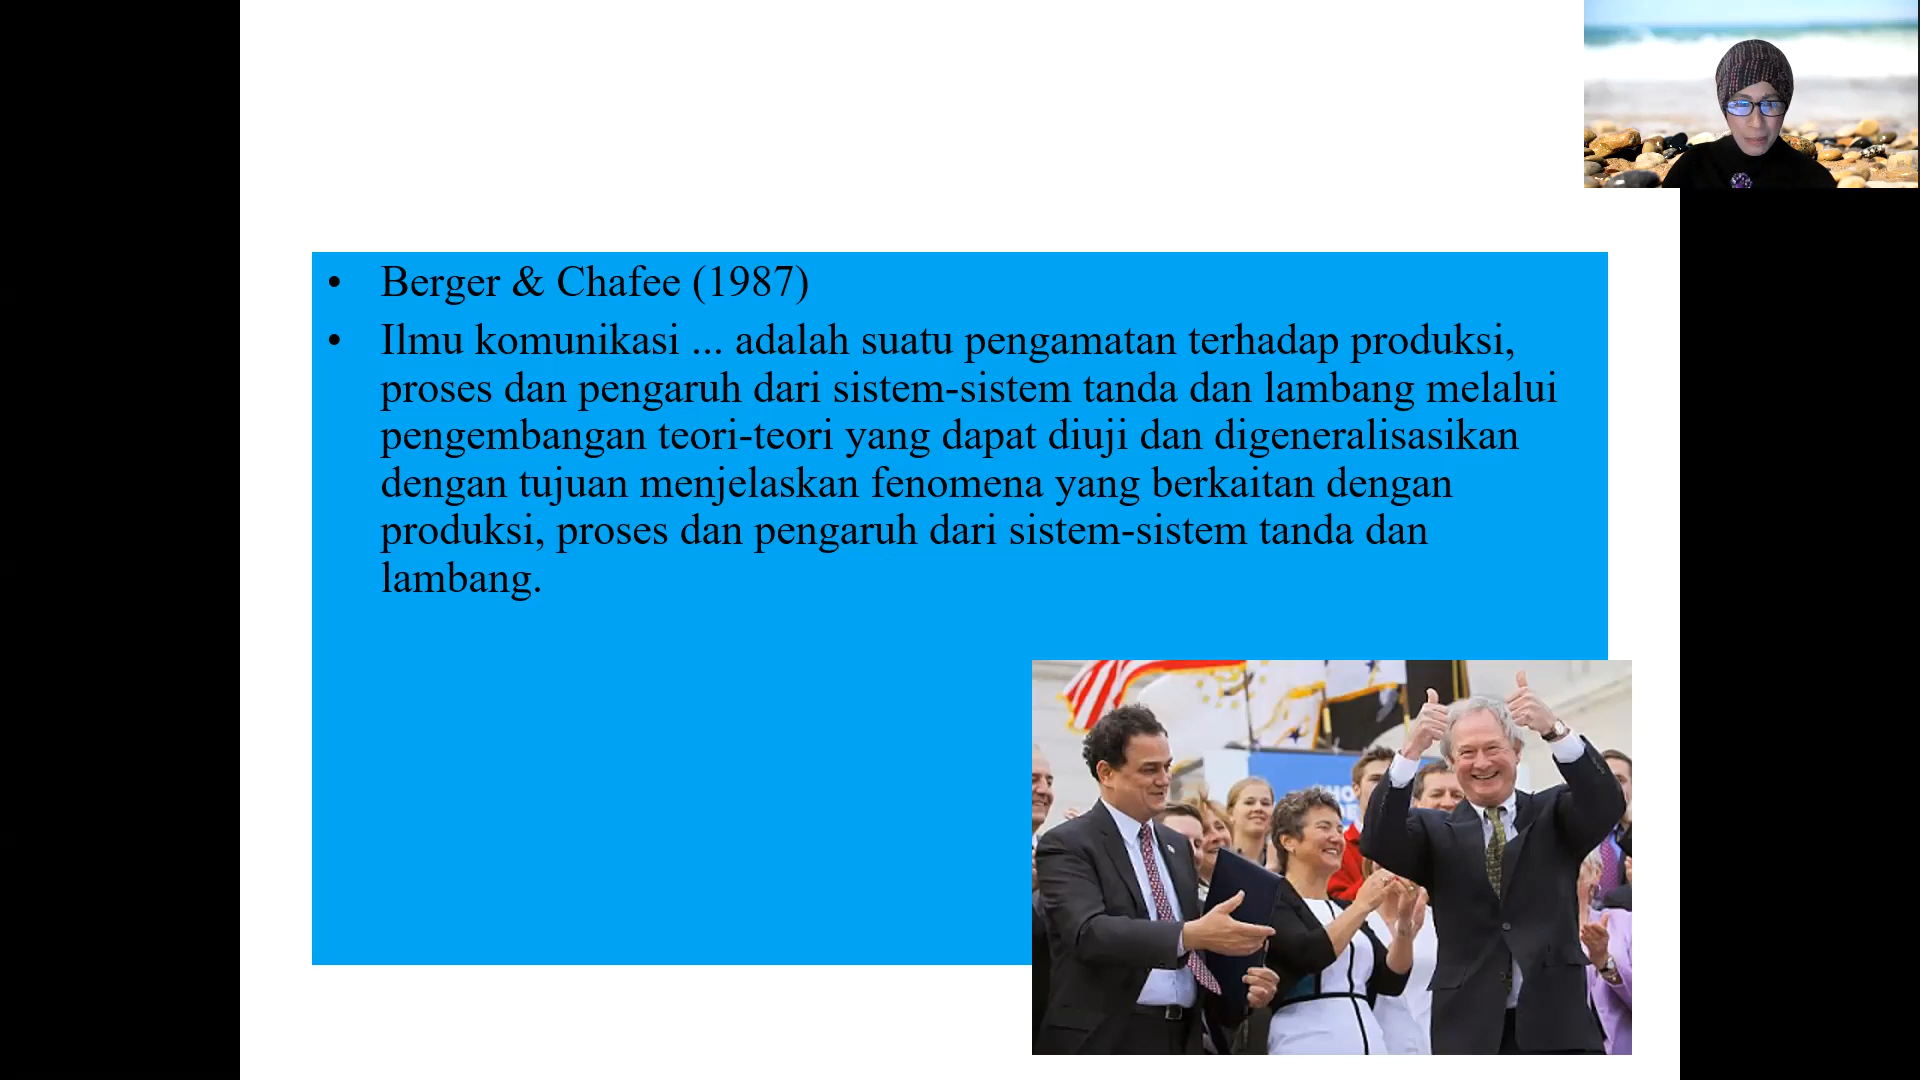 • Berger & Chafee (1987)
• Ilmu komunikasi ... adalah suatu pengamatan terhadap produksi,
proses dan pengaruh dari sistem-sistem tanda dan lambang melalui
pengembangan teori-teori yang dapat diuji dan digeneralisasikan
dengan tujuan menjelaskan fenomena yang berkaitan dengan
produksi, proses dan pengaruh dari sistem-sistem tanda dan
lambang.